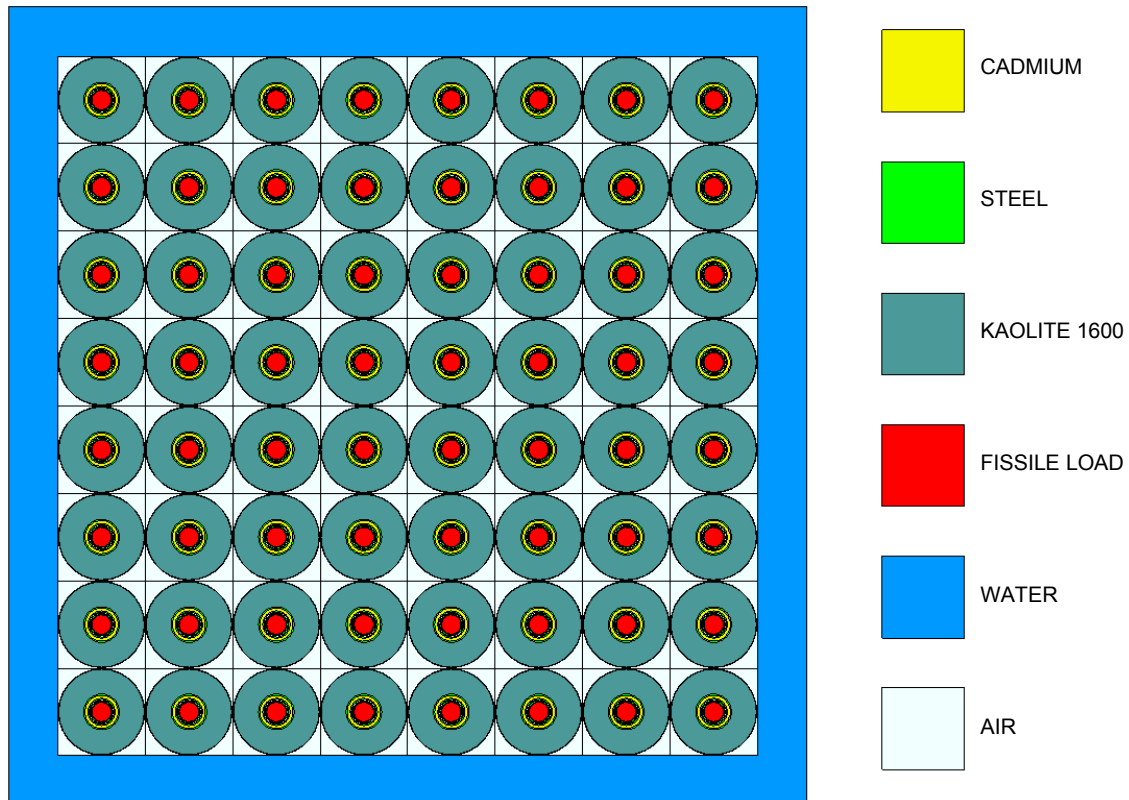 CADMIUM
STEEL
KAOLITE 1600
FISSILE LOAD
WATER
AIR